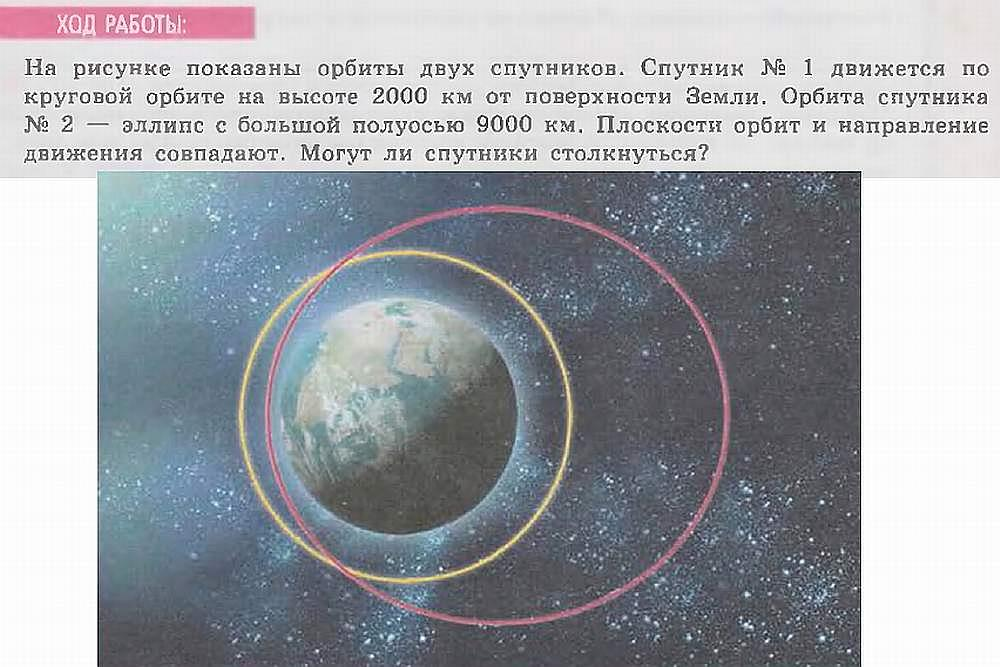 ХОД РАБОТЫ:
На рисунке показаны орбиты двух спутников. Спутник № 1 движется по
круговой орбите на высоте 2000 км от поверхности Земли. Орбита спутника
№ 2 — эллипс с большой полуосью 9000 км. Плоскости орбит и направление
движения совпадают. Могут ли спутники столкнуться?